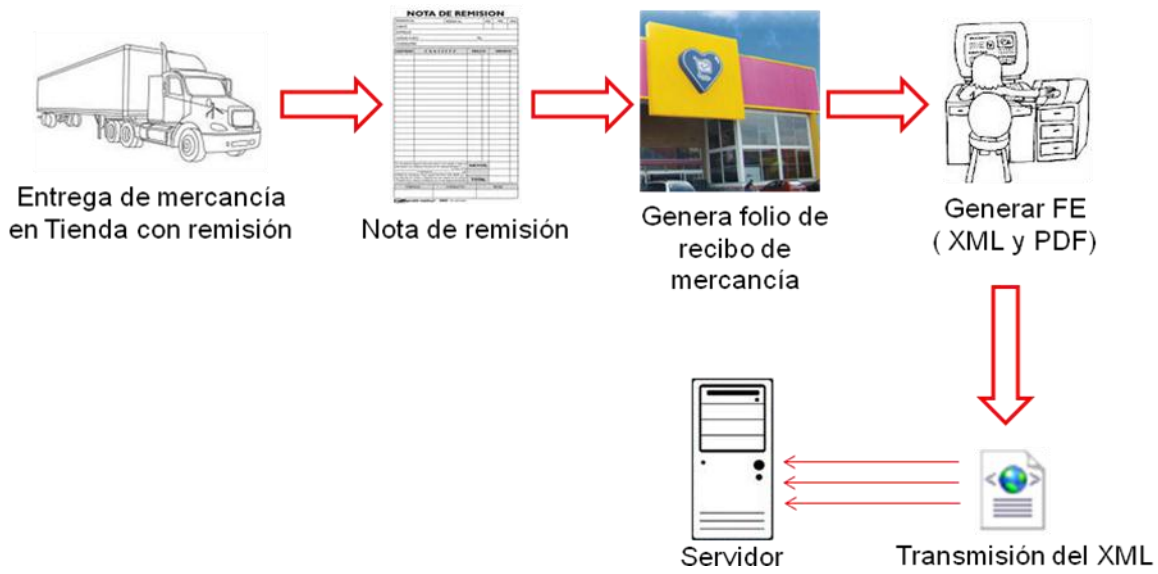 NOTA DE REMISION
Entrega de mercancía
en Tienda con remisión
Nota de remisión
Genera folio de
recibo de
mercancía
Generar FE
( XML y PDF)
Servidor
Transmisión del XML